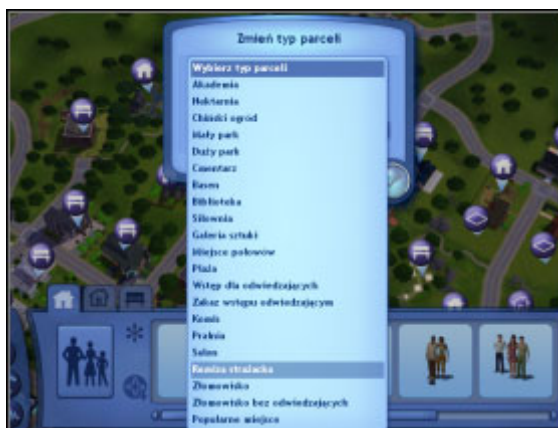 Zmień typ parceli
Wybierz typ parceli
Akademia
Nektarnia
Chiński ogród
Mały park
Duży park
Cmentarz
Basen
Biblioteka
Siłownia
Galeria sztuki
Miejsce połowów
Plaża
Wstęp dla odwiedzających
Zakaz wstępu odwiedzającym
Komis
Pralnia
Salon
Remiza strażacka
Złomowisko
Złomowisko bez odwiedzających
Popularne miejsce